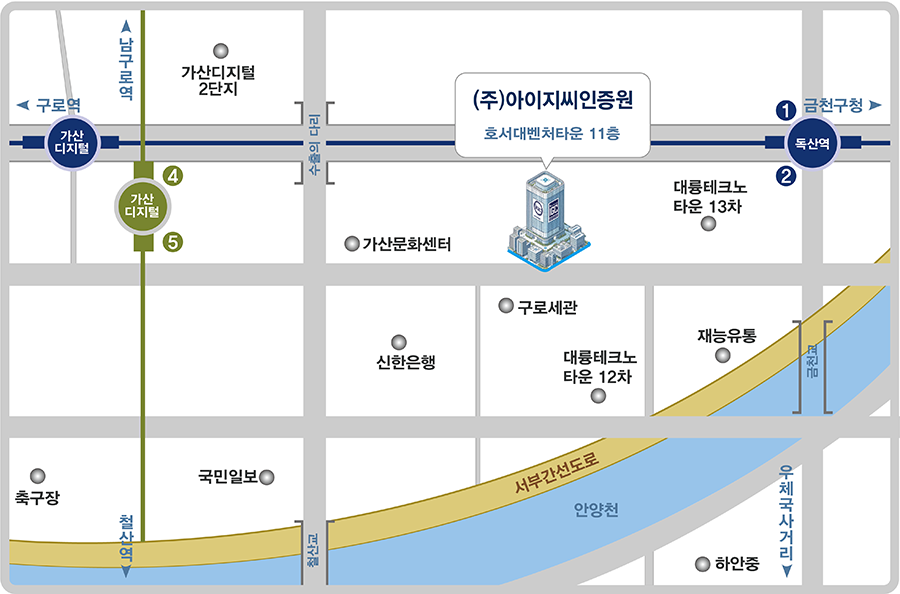 남구로역
가산디지털
2단지
(주)아이지씨인증원
호서대벤처타운 11층
구로역
금천구청
1
가산
디지털
수출의 다리
독산역
2
4
가산
디지털
5
대륭테크노
타운 13차
가산문화센터
구로세관
신한은행
대륭테크노
타운 12차
재능유통
금천교
축구장
국민일보
서부간선도로
안양천
우체국사거리
철산역
철산교
하안중